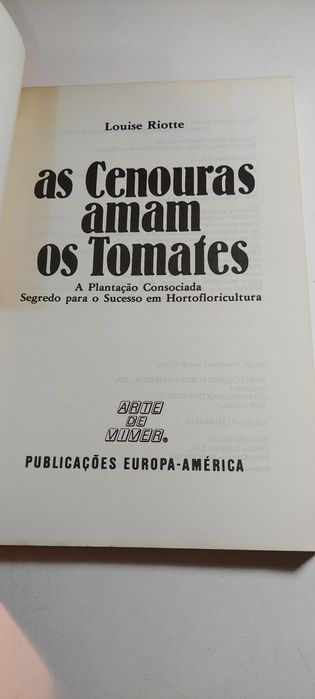 Louise Riotte
as Cenouras
amam
os Tomates
A Plantação Consociada
Segredo para o Sucesso em Hortofloricultura
ARTE
DE
VIVER®
PUBLICAÇÕES EUROPA-AMÉRICA